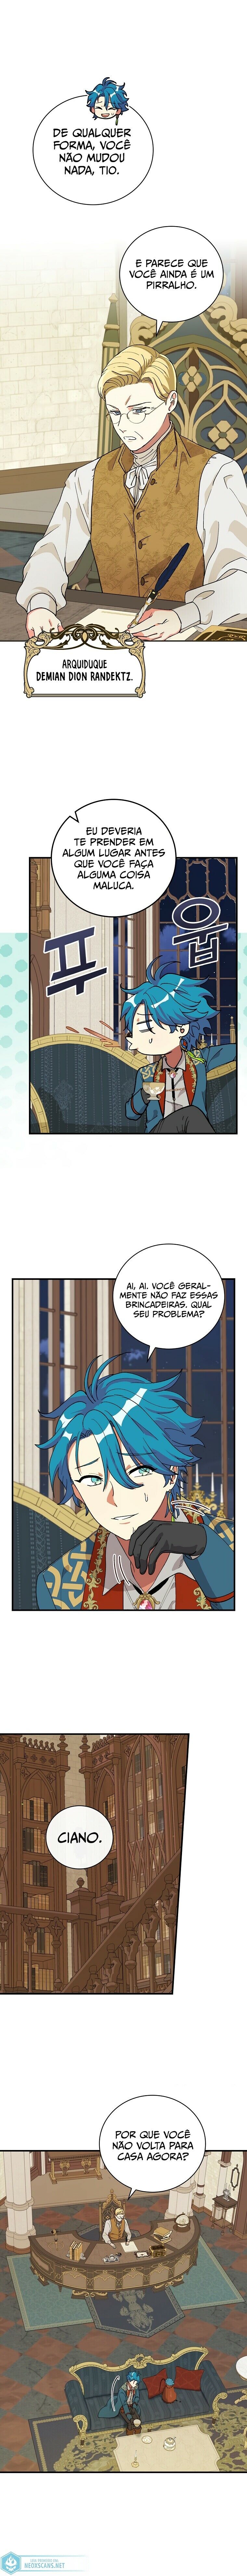 DE QUALQUER
FORMA, VOCÊ
NÃO MUDOU
NADA, TIO.
E PARECE QUE
VOCÊ AINDA É UM
PIRRALHO.
ARQUIDUQUE
DEMIAN DION RANDEKTZ.
EU DEVERIA
TE PRENDER EM
ALGUM LUGAR ANTES
QUE VOCÊ FAÇA
ALGUMA COISA
MALUCA.
푸웁
AI, AI. VOCÊ GERAL-
MENTE NÃO FAZ ESSAS
BRINCADEIRAS. QUAL
SEU PROBLEMA?
CIANO.
POR QUE VOCÊ
NÃO VOLTA PARA
CASA AGORA?
NEOXSCANS.NET